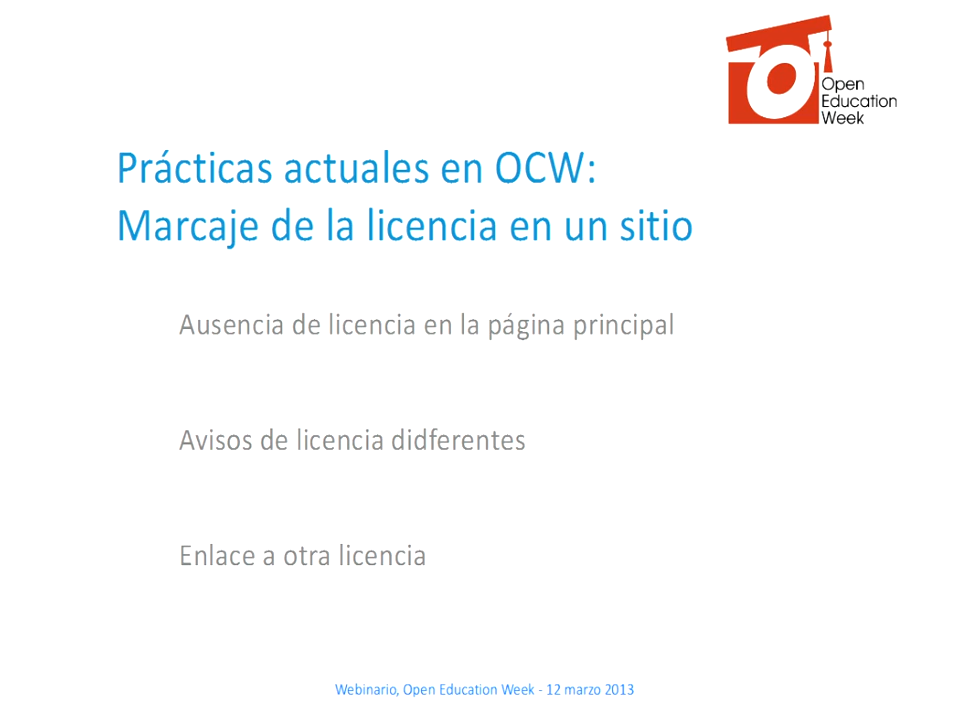 Open
Education
Week
Prácticas actuales en OCW:
Marcaje de la licencia en un sitio
Ausencia de licencia en la página principal
Avisos de licencia didferentes
Enlace a otra licencia
Webinario, Open Education Week - 12 marzo 2013